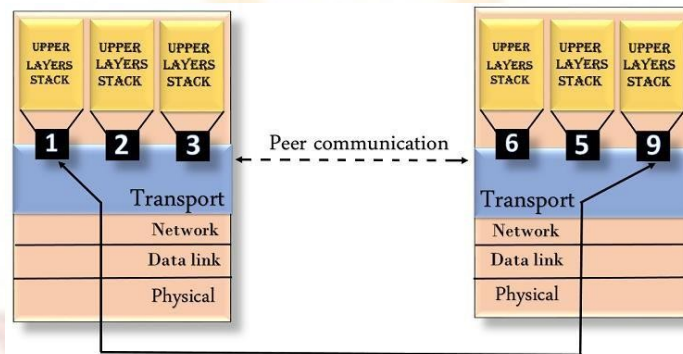 UPPER
LAYERS
STACK
UPPER
LAYERS
STACK
UPPER
LAYERS
STACK
1
2
3
Transport
Network
Data link
Physical
Peer communication
UPPER
LAYERS
STACK
UPPER
LAYERS
STACK
UPPER
LAYERS
STACK
6
5
9
Transport
Network
Data link
Physical